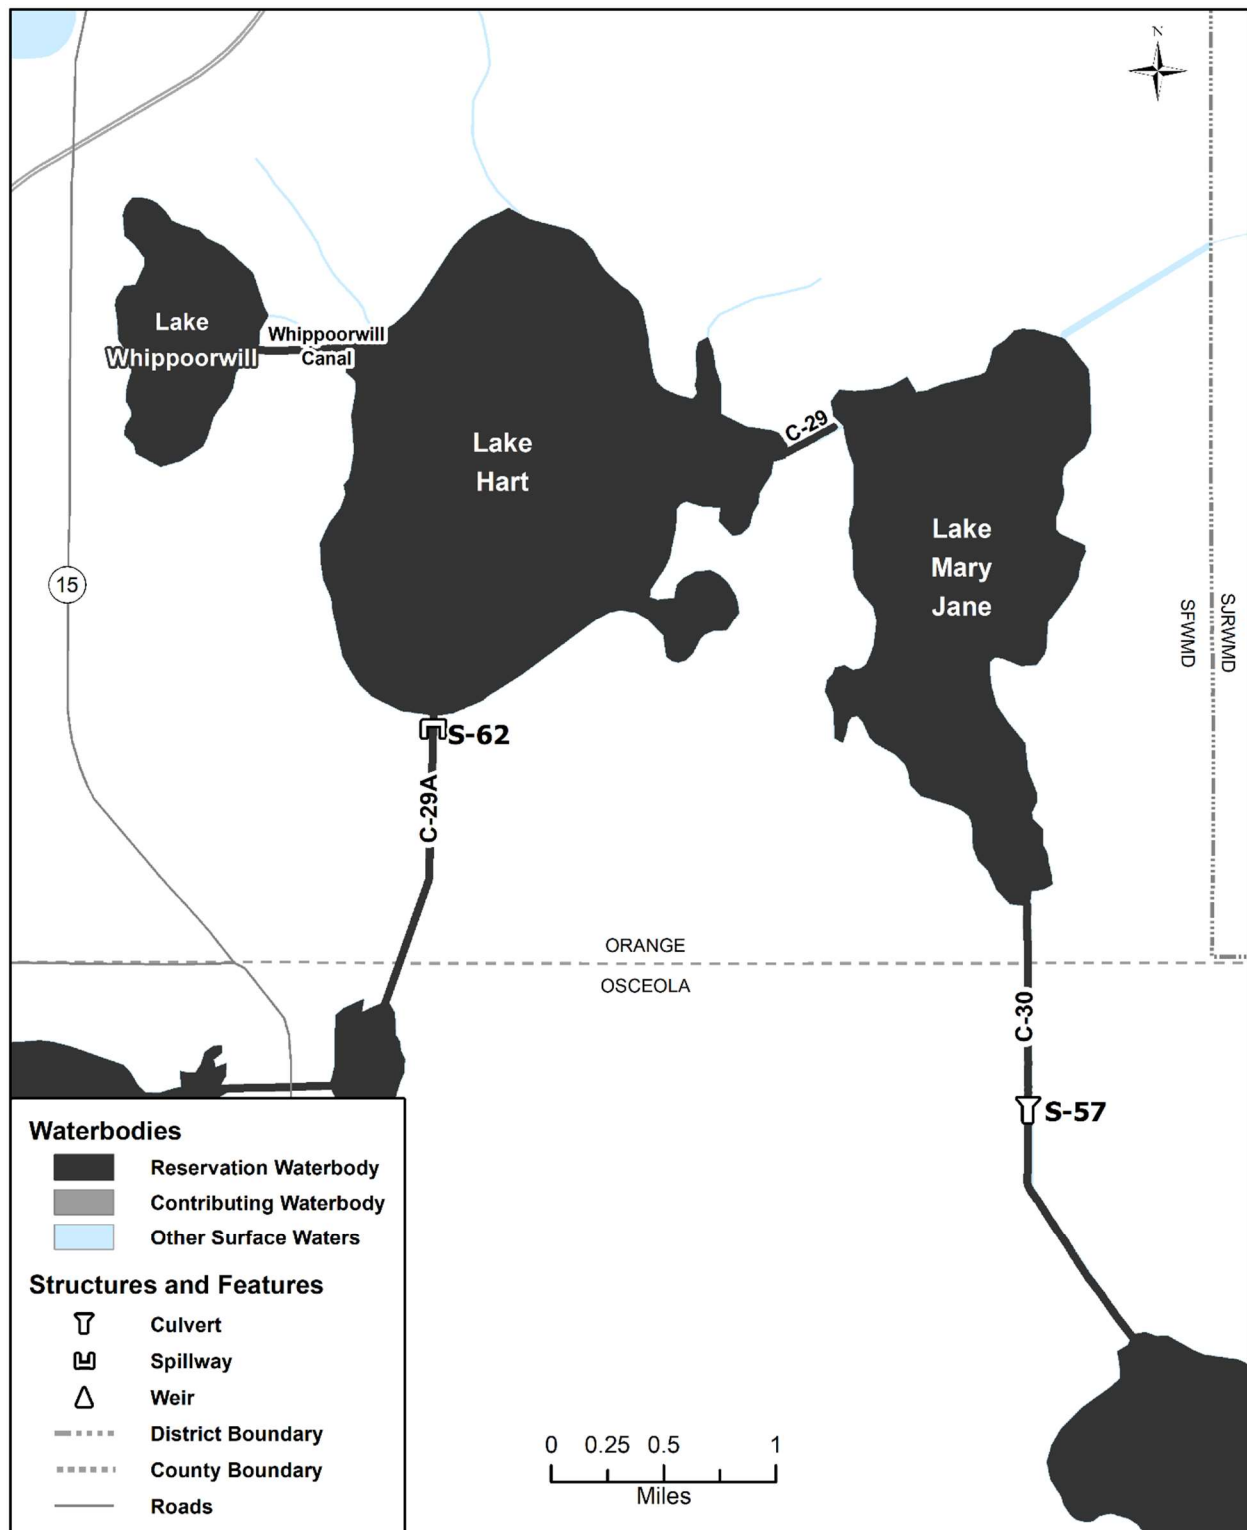 N
Lake
Whippoorwill
Whippoorwill
Canal
Lake
Hart
C-29
Lake
Mary
Jane
15
SFWMD
SJRWMD
S-62
C-29A
ORANGE
OSCEOLA
C-30
S-57
Waterbodies
Reservation Waterbody
Contributing Waterbody
Other Surface Waters
Structures and Features
Culvert
Spillway
Weir
District Boundary
County Boundary
Roads
0 0.25 0.5 1
Miles